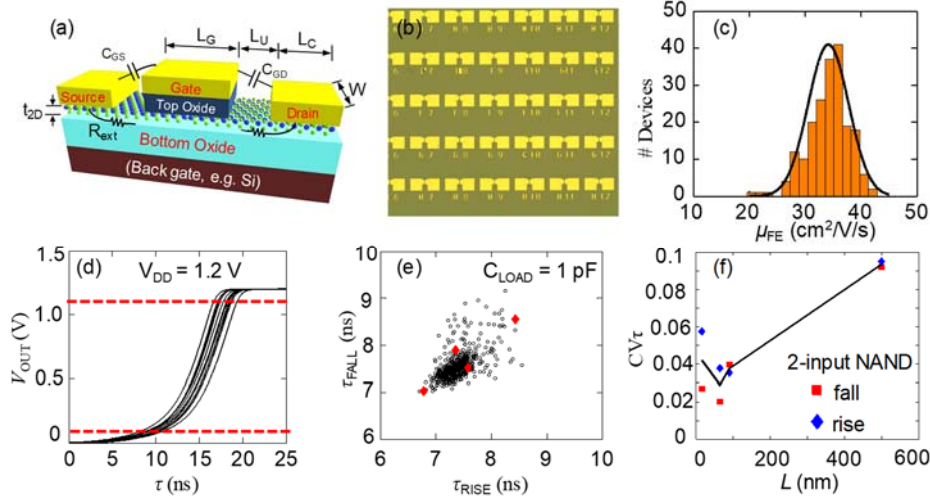 (a)
L_G
L_U
L_C
C_GS
C_GD
W
Source
Gate
Top Oxide
Drain
t_2D
R_ext
Bottom Oxide
(Back gate, e.g. Si)
(b)
(c)
50
40
30
20
10
0
# Devices
10 20 30 40 50
μ_FE (cm²/V/s)
(d)
V_DD = 1.2 V
1.5
1.0
0.5
0
V_OUT (V)
0 5 10 15 20 25
τ (ns)
(e)
C_LOAD = 1 pF
10
9
8
7
6
τ_FALL (ns)
6 7 8 9 10
τ_RISE (ns)
(f)
0.1
0.08
0.06
0.04
0.02
0
CVτ
2-input NAND
fall
rise
0 200 400 600
L (nm)